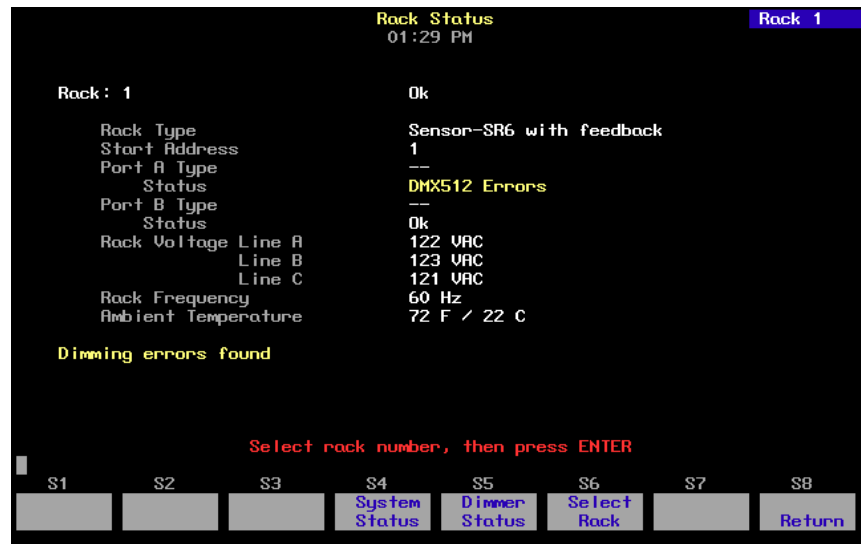 Rack Status
Rack 1
01:29 PM
Rack: 1 Ok
Rack Type Sensor-SR6 with feedback
Start Address 1
Port A Type --
Status DMX512 Errors
Port B Type --
Status Ok
Rack Voltage Line A 122 VAC
Line B 123 VAC
Line C 121 VAC
Rack Frequency 60 Hz
Ambient Temperature 72 F / 22 C
Dimming errors found
Select rack number, then press ENTER
S1 S2 S3 S4 S5 S6 S7 S8
System Dimmer Select
Status Status Rack Return